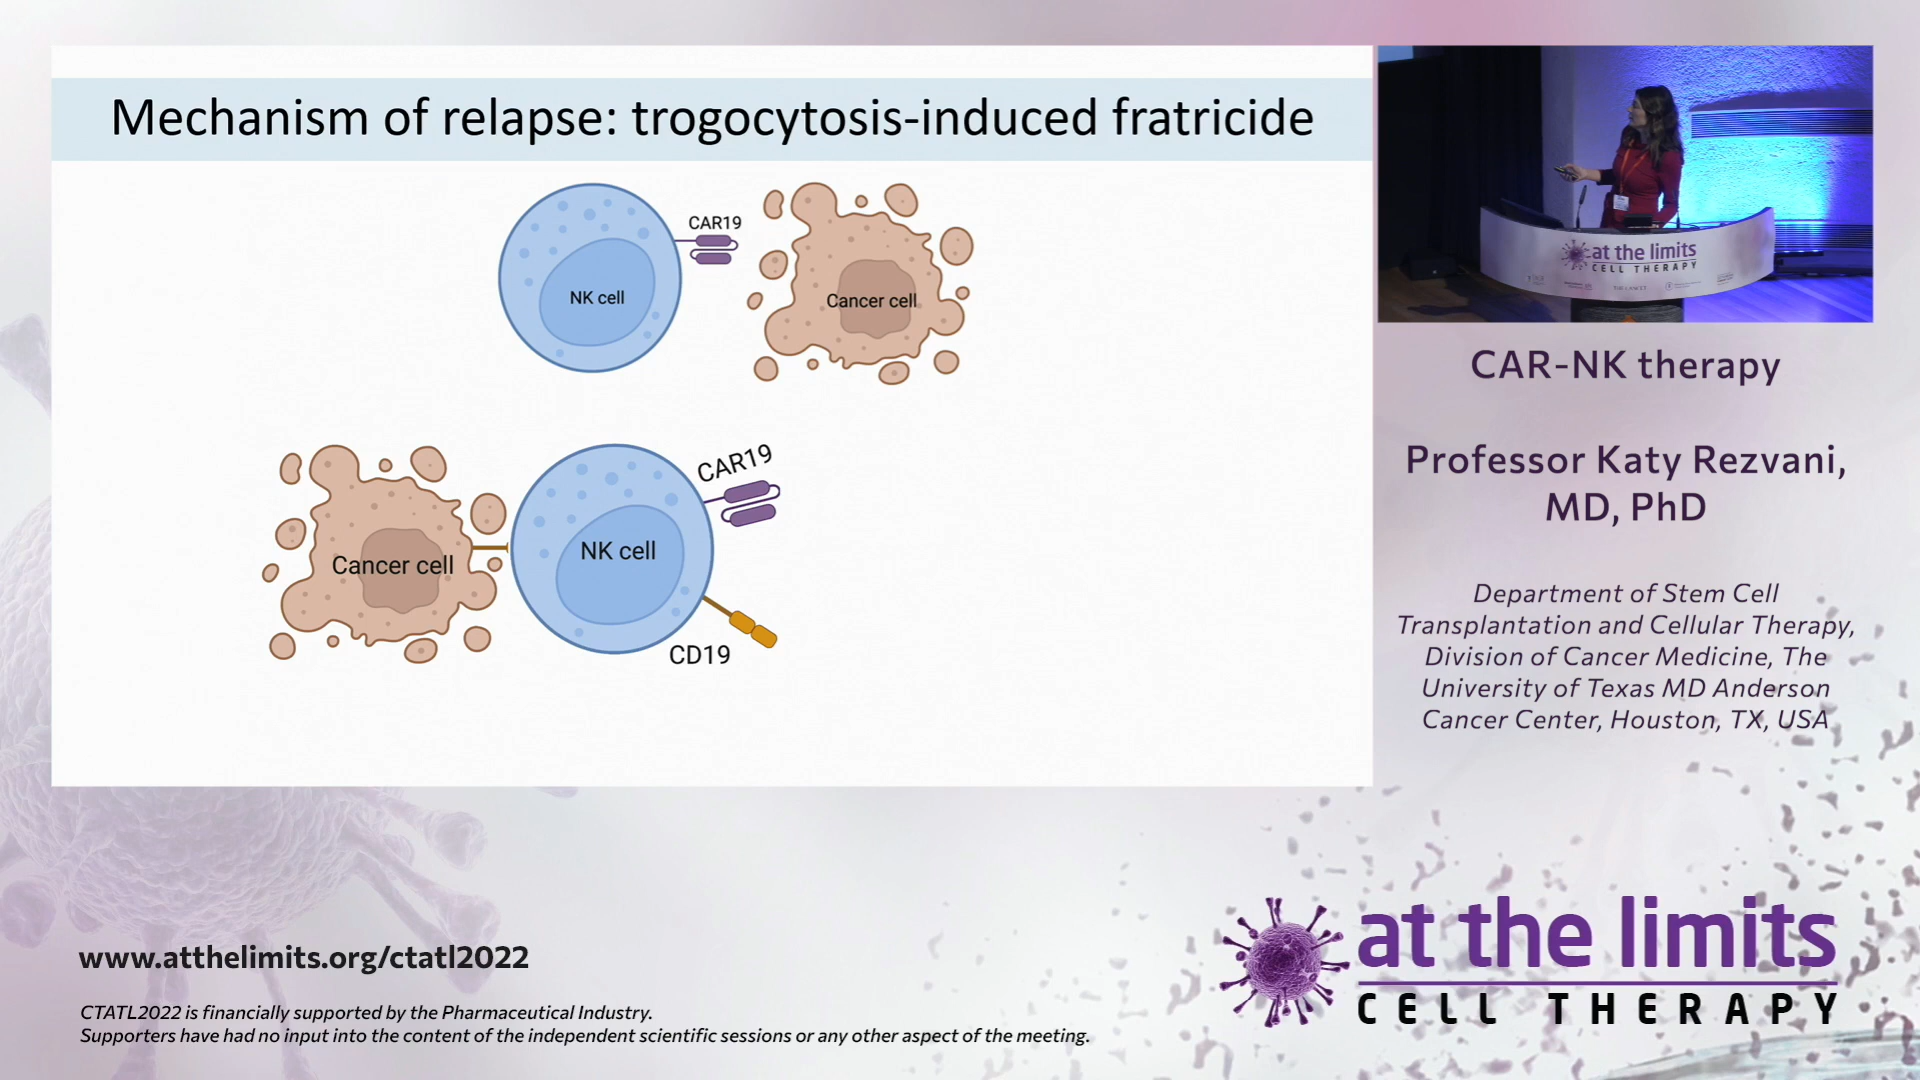 Mechanism of relapse: trogocytosis-induced fratricide
CAR19
NK cell
Cancer cell
CAR19
Cancer cell
NK cell
CD19
at the limits
CELL THERAPY
CAR-NK therapy
Professor Katy Rezvani,
MD, PhD
Department of Stem Cell
Transplantation and Cellular Therapy,
Division of Cancer Medicine, The
University of Texas MD Anderson
Cancer Center, Houston, TX, USA
www.atthelimits.org/ctatl2022
CTATL2022 is financially supported by the Pharmaceutical Industry.
Supporters have had no input into the content of the independent scientific sessions or any other aspect of the meeting.
at the limits
CELL THERAPY